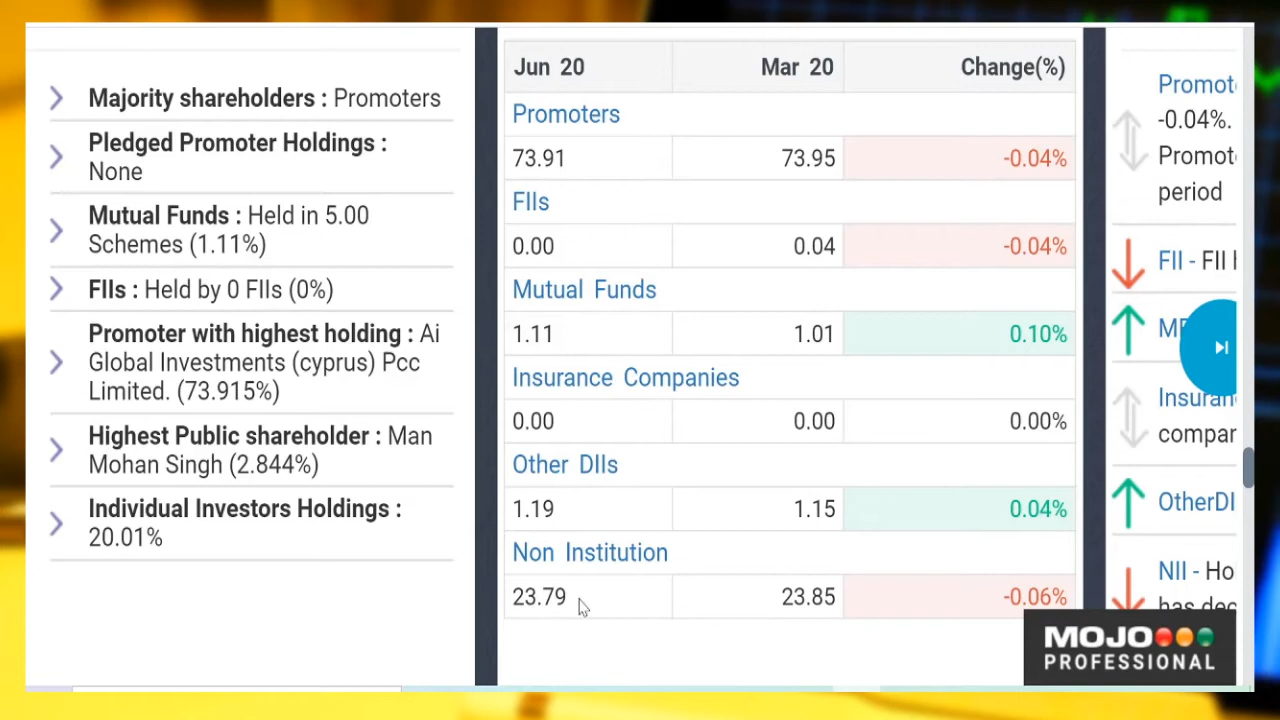 Majority shareholders : Promoters
Pledged Promoter Holdings :
None
Mutual Funds : Held in 5.00
Schemes (1.11%)
FIIs : Held by 0 FIIs (0%)
Promoter with highest holding : Ai
Global Investments (cyprus) Pcc
Limited. (73.915%)
Highest Public shareholder : Man
Mohan Singh (2.844%)
Individual Investors Holdings :
20.01%
Jun 20 Mar 20 Change(%)
Promoters
73.91 73.95 -0.04%
FIIs
0.00 0.04 -0.04%
Mutual Funds
1.11 1.01 0.10%
Insurance Companies
0.00 0.00 0.00%
Other DIIs
1.19 1.15 0.04%
Non Institution
23.79 23.85 -0.06%
-0.04%.
period
FII - FII
NII - Ho
MOJO
PROFESSIONAL